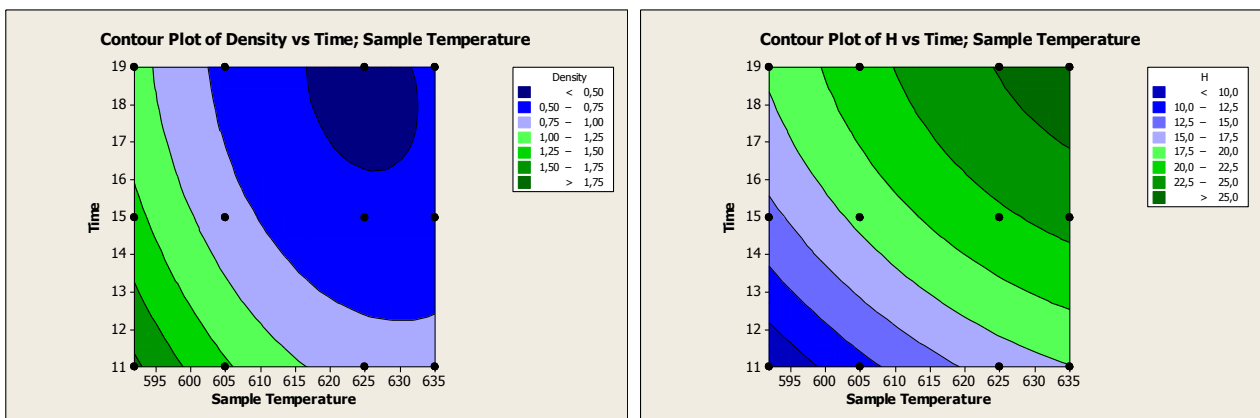 Contour Plot of Density vs Time; Sample Temperature
19
18
17
16
15
14
13
12
11
Time
595 600 605 610 615 620 625 630 635
Sample Temperature
Density
< 0,50
0,50 – 0,75
0,75 – 1,00
1,00 – 1,25
1,25 – 1,50
1,50 – 1,75
> 1,75
Contour Plot of H vs Time; Sample Temperature
19
18
17
16
15
14
13
12
11
Time
595 600 605 610 615 620 625 630 635
Sample Temperature
H
< 10,0
10,0 – 12,5
12,5 – 15,0
15,0 – 17,5
17,5 – 20,0
20,0 – 22,5
22,5 – 25,0
> 25,0